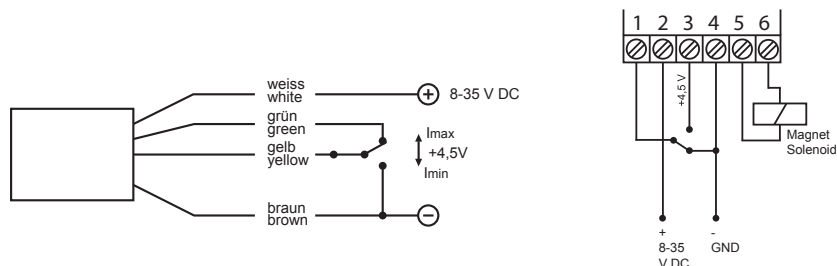 weiss
white
8-35 V DC
grün
green
Imax
gelb
yellow
+4,5V
Imin
braun
brown
1 2 3 4 5 6
+4,5 V
Magnet
Solenoid
+ -
8-35 GND
V DC